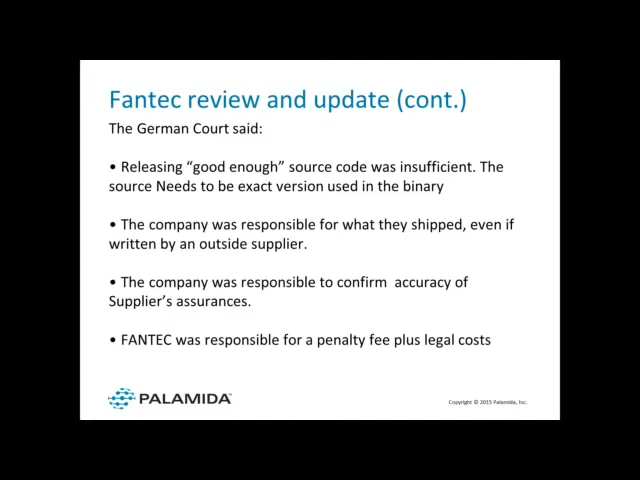 Fantec review and update (cont.)
The German Court said:
• Releasing “good enough” source code was insufficient. The
source Needs to be exact version used in the binary
• The company was responsible for what they shipped, even if
written by an outside supplier.
• The company was responsible to confirm  accuracy of
Supplier’s assurances.
• FANTEC was responsible for a penalty fee plus legal costs
PALAMIDA™
Copyright © 2015 Palamida, Inc.